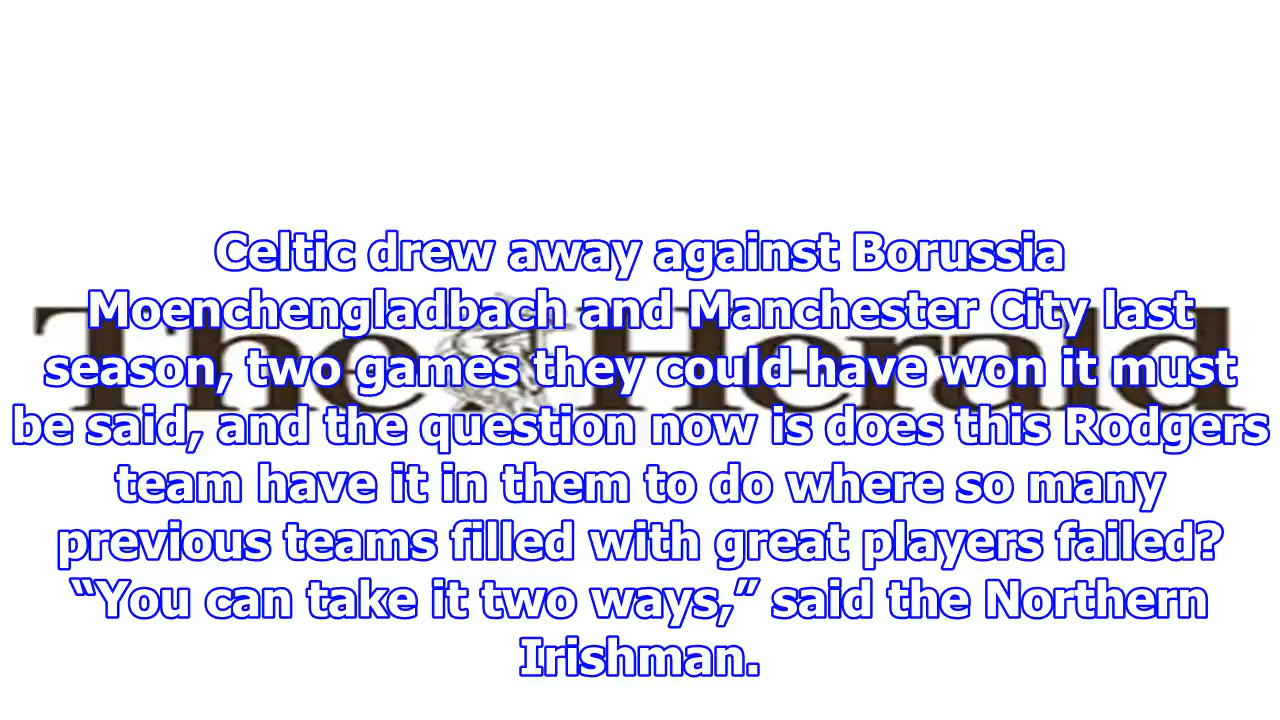 Celtic drew away against Borussia
Moenchengladbach and Manchester City last
season, two games they could have won it must
be said, and the question now is does this Rodgers
team have it in them to do where so many
previous teams filled with great players failed?
“You can take it two ways,” said the Northern
Irishman.
The Herald